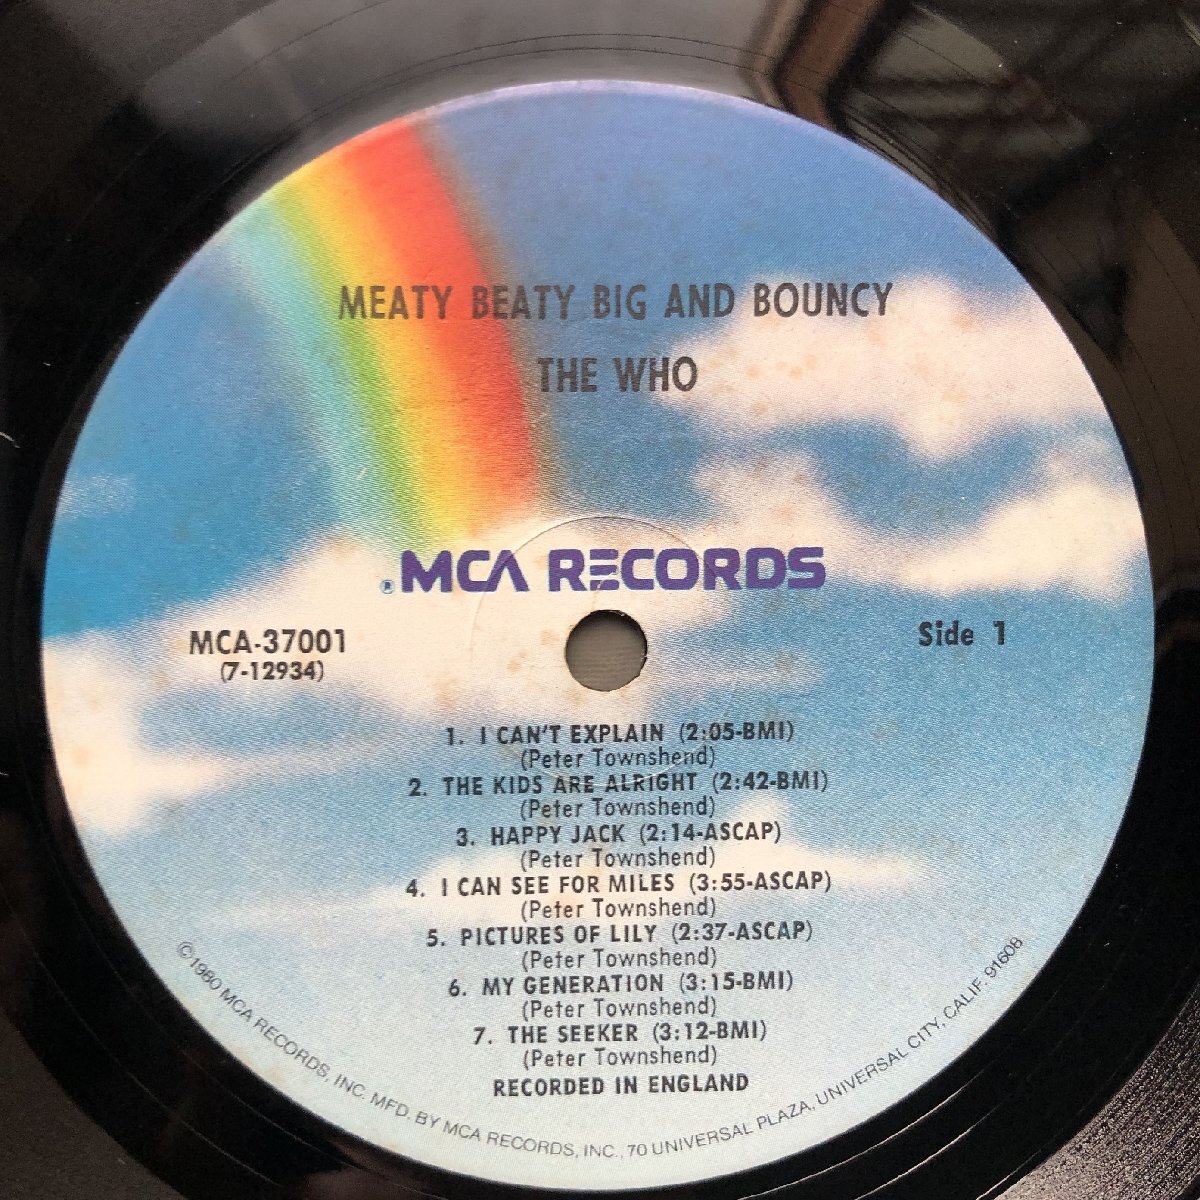 MEATY BEATY BIG AND BOUNCY
THE WHO
® MCA RECORDS
MCA-37001
(7-12934)
Side 1
1. I CAN'T EXPLAIN (2:05-BMI)
(Peter Townshend)
2. THE KIDS ARE ALRIGHT (2:42-BMI)
(Peter Townshend)
3. HAPPY JACK (2:14-ASCAP)
(Peter Townshend)
4. I CAN SEE FOR MILES (3:55-ASCAP)
(Peter Townshend)
5. PICTURES OF LILY (2:37-ASCAP)
(Peter Townshend)
6. MY GENERATION (3:15-BMI)
(Peter Townshend)
7. THE SEEKER (3:12-BMI)
(Peter Townshend)
RECORDED IN ENGLAND
©1980 MCA RECORDS, INC. MFD. BY MCA RECORDS, INC., 70 UNIVERSAL PLAZA, UNIVERSAL CITY, CALIF. 91608